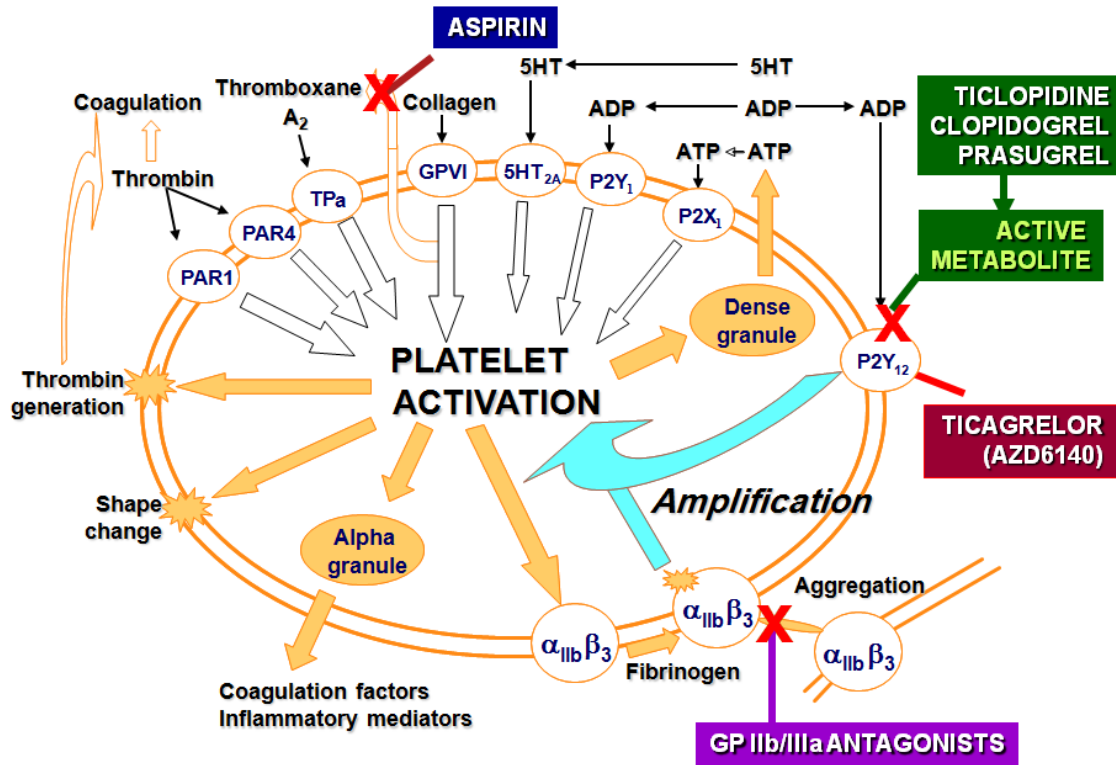 ASPIRIN
5HT
5HT
Thromboxane
A2
Collagen
Coagulation
ADP
ADP
ADP
TICLOPIDINE
CLOPIDOGREL
PRASUGREL
ATP
ATP
Thrombin
GPVI
5HT2A
P2Y1
TPa
P2X1
PAR4
PAR1
ACTIVE
METABOLITE
Dense
granule
PLATELET
ACTIVATION
P2Y12
Thrombin
generation
TICAGRELOR
(AZD6140)
Amplification
Shape
change
Alpha
granule
Aggregation
αIIbβ3
αIIbβ3
αIIbβ3
Fibrinogen
Coagulation factors
Inflammatory mediators
GP IIb/IIIa ANTAGONISTS